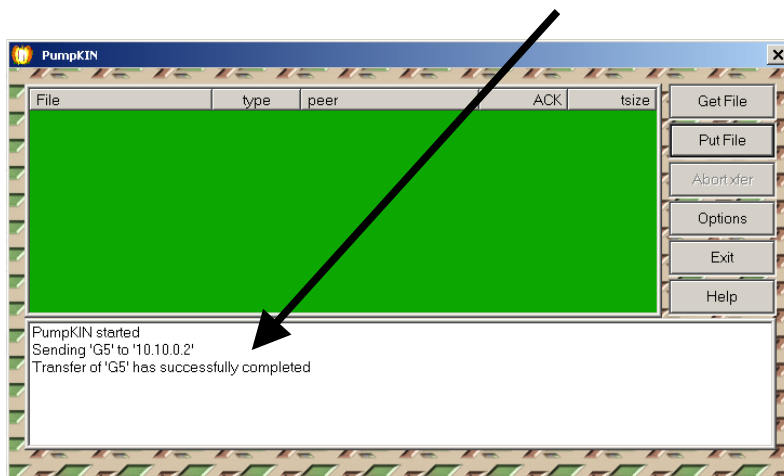 PumpKIN
File type peer ACK tsize
Get File
Put File
Abort xfer
Options
Exit
Help
PumpKIN started
Sending 'G5' to '10.10.0.2'
Transfer of 'G5' has successfully completed